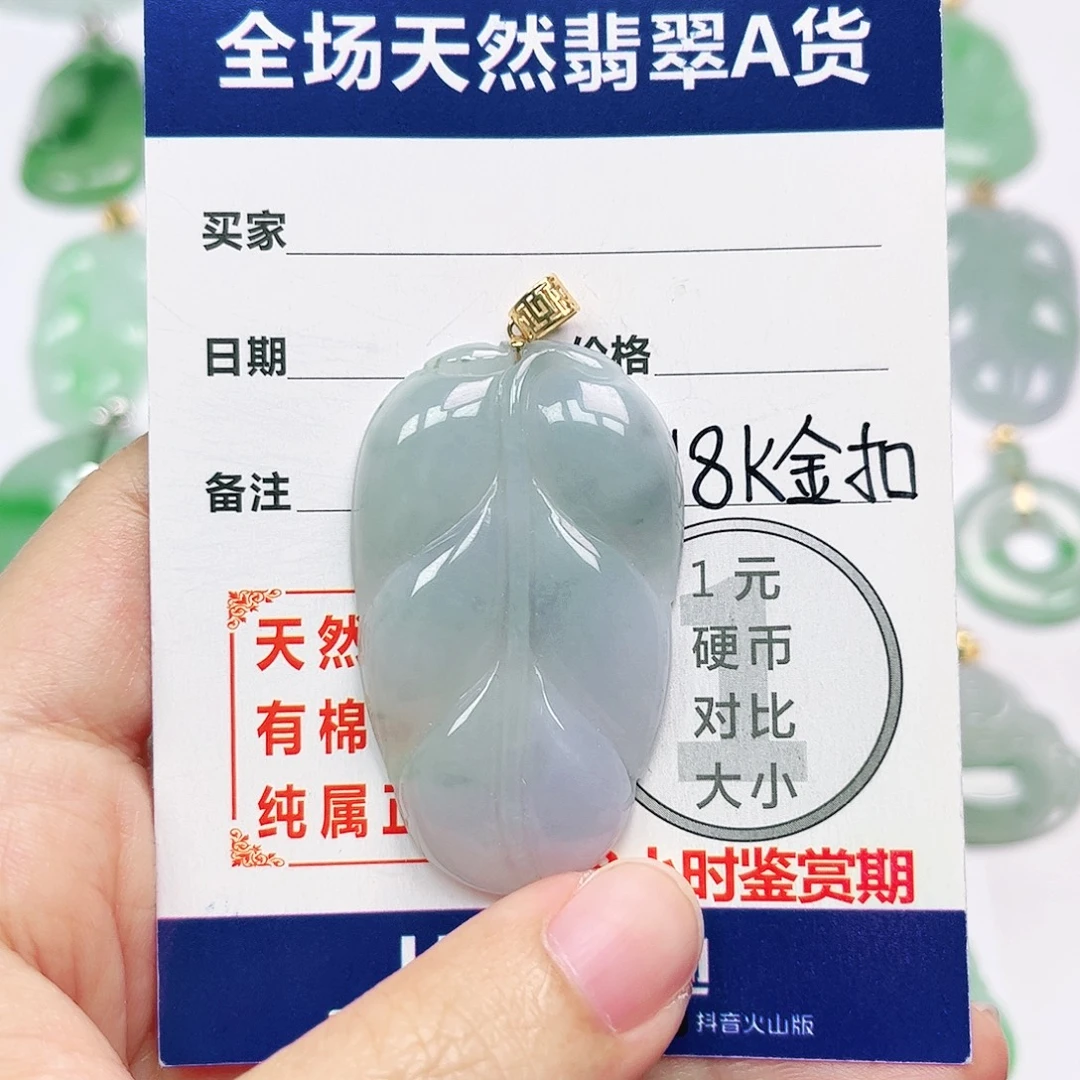 全场天然翡翠A货
买家
日期 价格
备注
18K金扣
天然
有棉
纯属正
1元
硬币
对比
大小
小时鉴赏期
抖音火山版